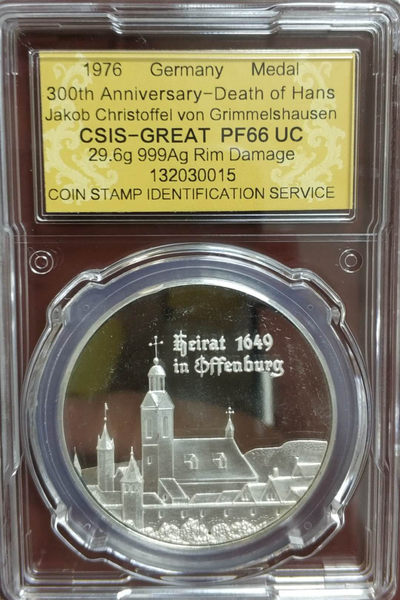 1976 Germany Medal
300th Anniversary-Death of Hans
Jakob Christoffel von Grimmelshausen
CSIS-GREAT PF66 UC
29.6g 999Ag Rim Damage
132030015
COIN STAMP IDENTIFICATION SERVICE
Heirat 1649
in Offenburg